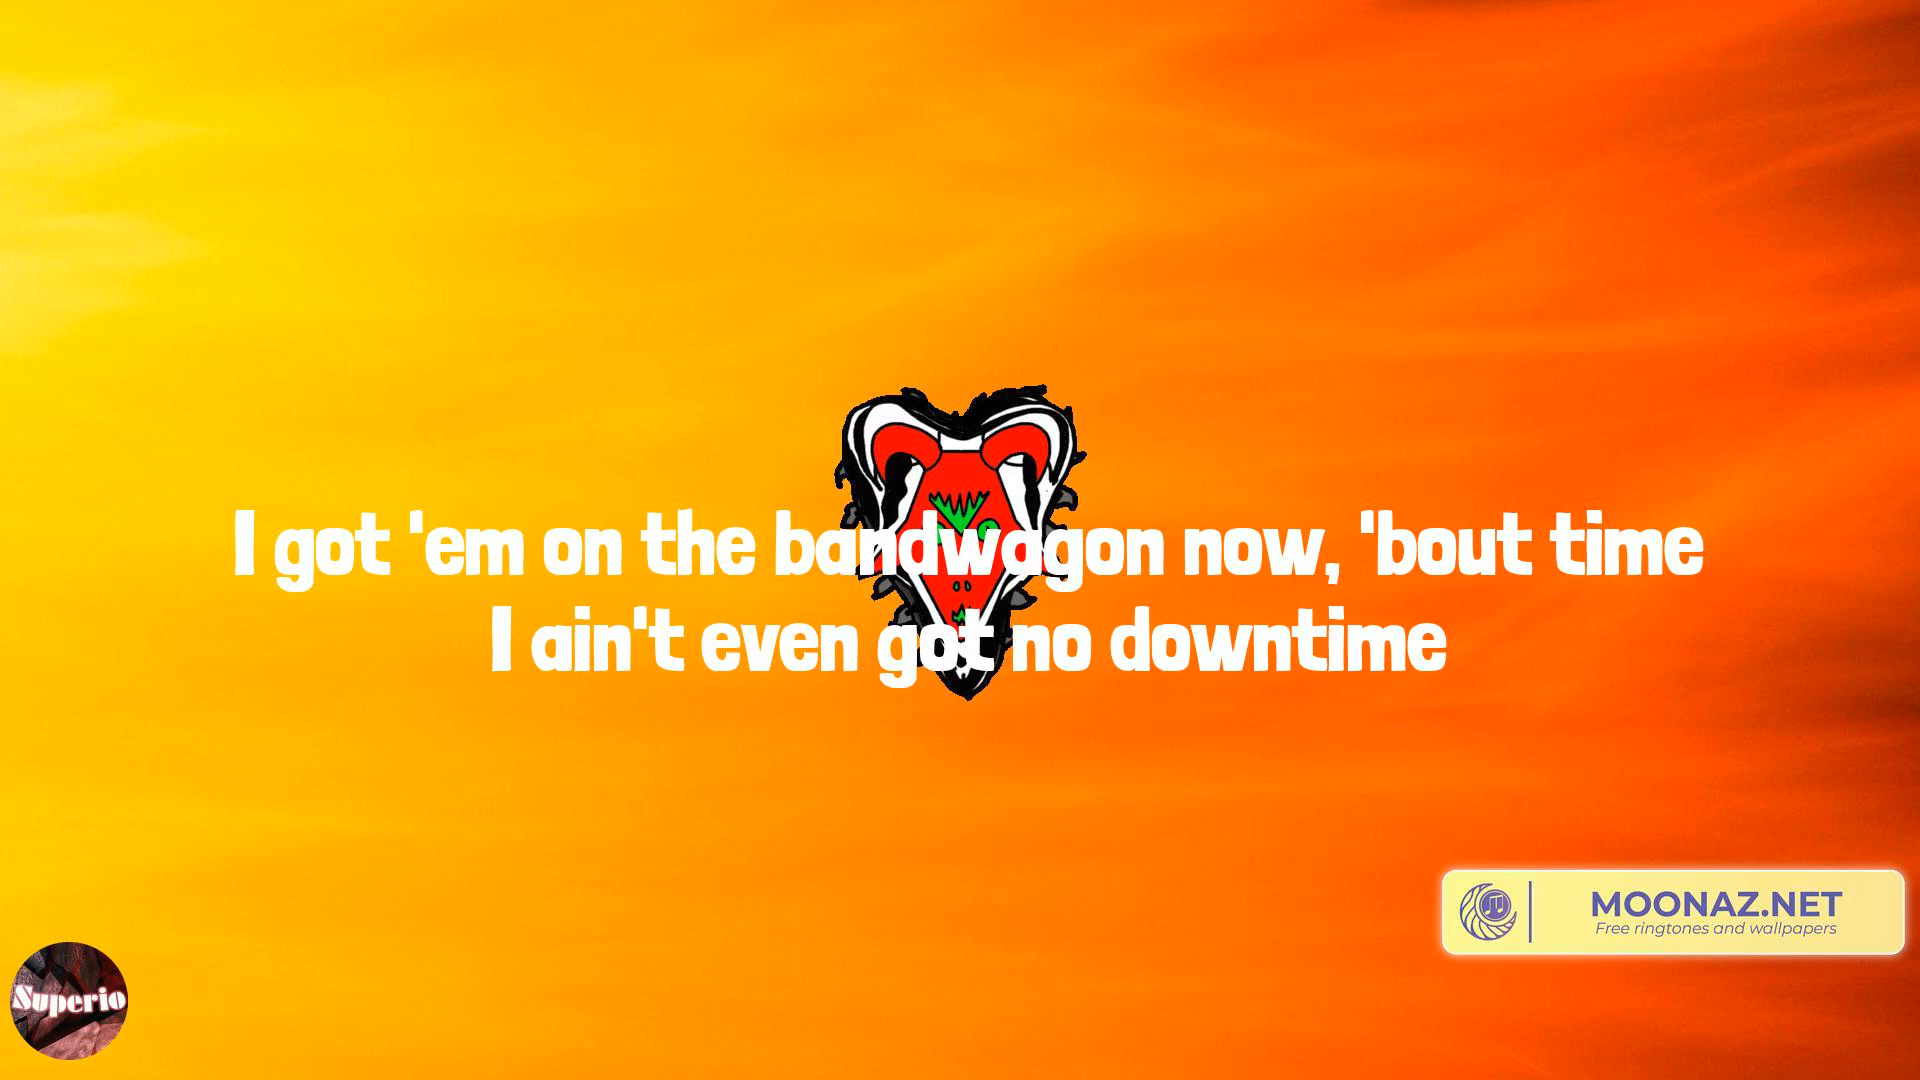 I got 'em on the bandwagon now, 'bout time
I ain't even got no downtime
MOONAZ.NET
Free ringtones and wallpapers
Superio